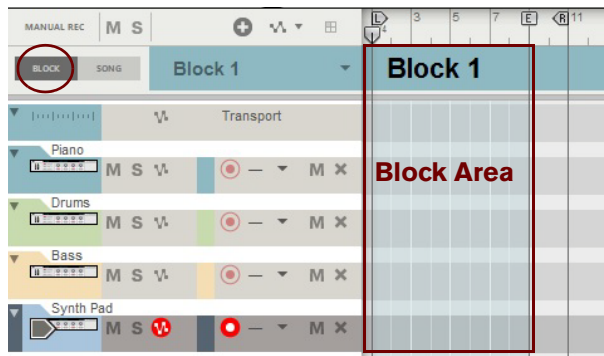 MANUAL REC M S L 3 5 7 E R 11
4
BLOCK SONG Block 1 Block 1
Transport
Piano
M S M
Block Area
Drums
M S M
Bass
M S M
Synth Pad
M S M